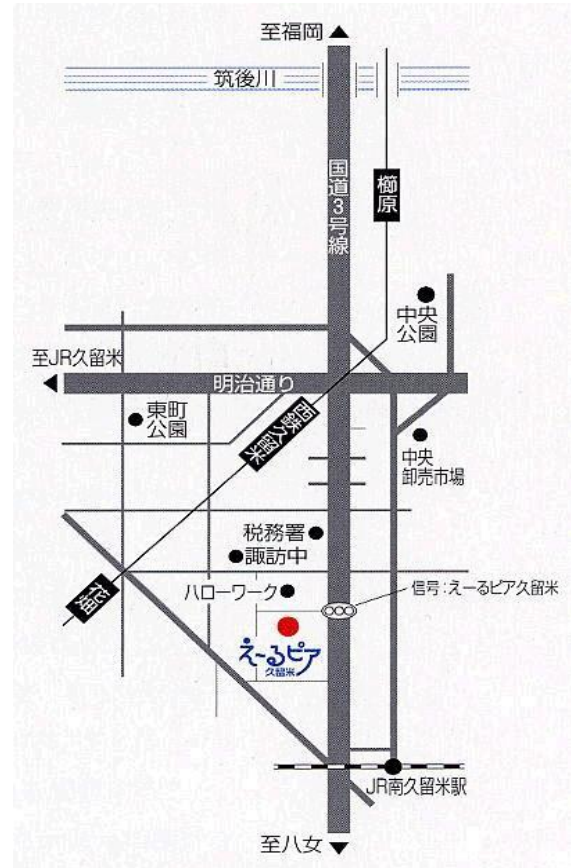 至福岡▲
筑後川
国道3号線
櫛原
中央
公園
至JR久留米
明治通り
東町
公園
西鉄久留米
中央
卸売市場
税務署
諏訪中
花畑
ハローワーク
信号:えーるピア久留米
えーるピア
久留米
JR南久留米駅
至八女▼